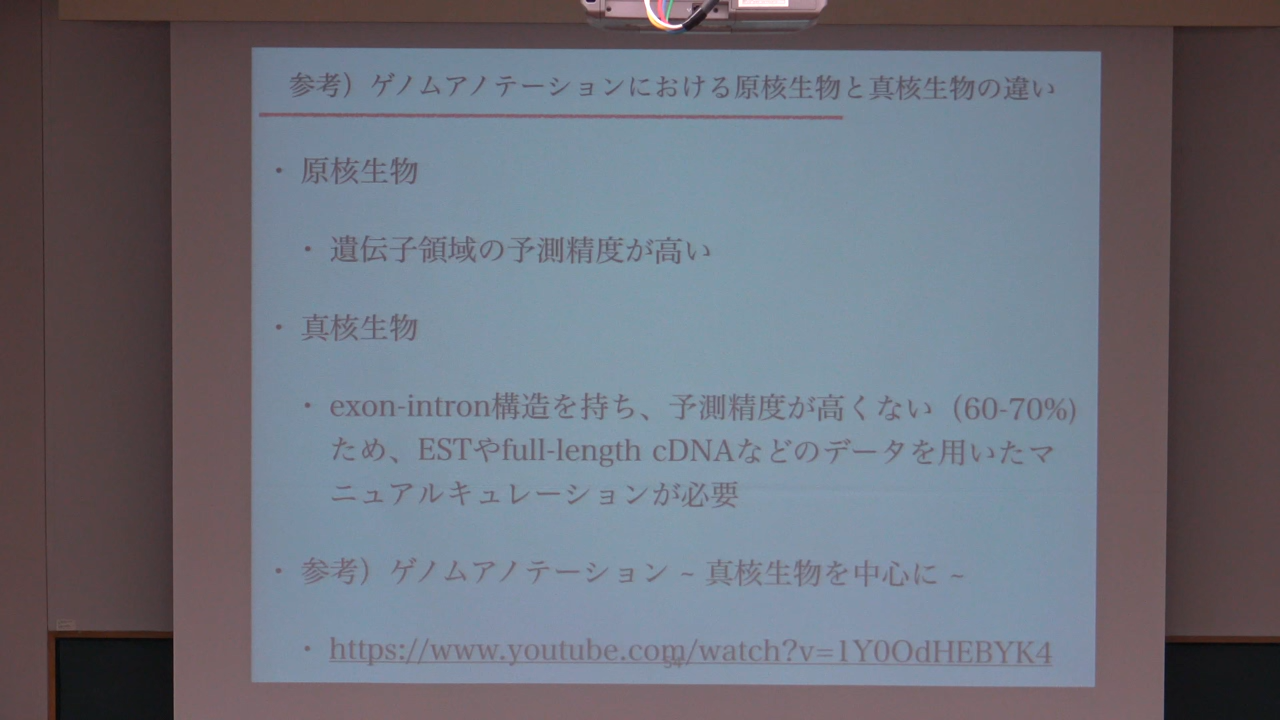 参考）ゲノムアノテーションにおける原核生物と真核生物の違い
・ 原核生物
・ 遺伝子領域の予測精度が高い
・ 真核生物
・ exon-intron構造を持ち、予測精度が高くない（60-70%)
ため、ESTやfull-length cDNAなどのデータを用いたマ
ニュアルキュレーションが必要
・ 参考）ゲノムアノテーション ~ 真核生物を中心に ~
・ https://www.youtube.com/watch?v=1Y0OdHEBYK4